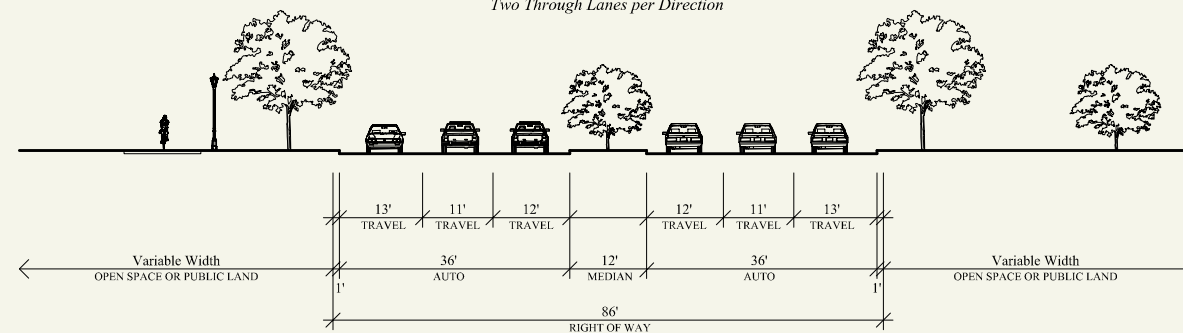 Two Through Lanes per Direction
13' 11' 12' 12' 11' 13'
TRAVEL TRAVEL TRAVEL TRAVEL TRAVEL TRAVEL
Variable Width 36' 12' 36' Variable Width
OPEN SPACE OR PUBLIC LAND AUTO MEDIAN AUTO OPEN SPACE OR PUBLIC LAND
1' 1'
86'
RIGHT OF WAY